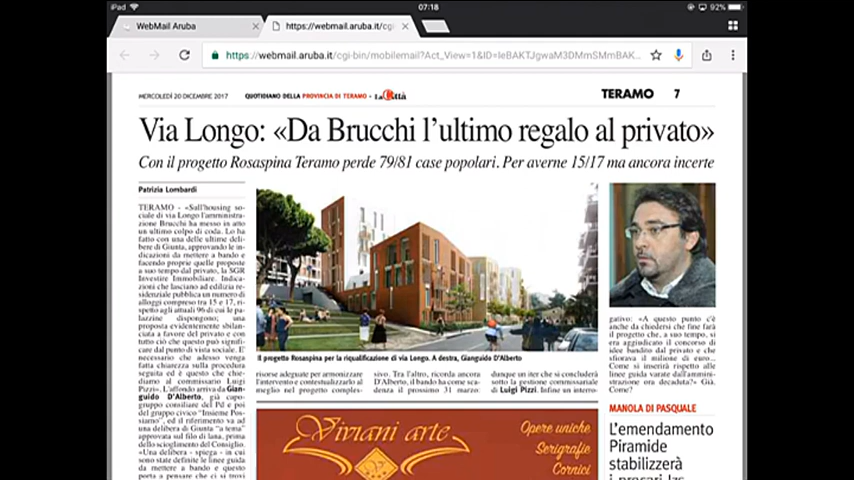 iPad
07:18
92%
WebMail Aruba
https://webmail.aruba.it/cgi
https://webmail.aruba.it/cgi-bin/mobilemail?Act_View=1&ID=IeBAKTJgwaM3DMmSMmBAK...
MERCOLEDÌ 20 DICEMBRE 2017
QUOTIDIANO DELLA PROVINCIA DI TERAMO - La Città
TERAMO 7
Via Longo: «Da Brucchi l'ultimo regalo al privato»
Con il progetto Rosaspina Teramo perde 79/81 case popolari. Per averne 15/17 ma ancora incerte
Patrizia Lombardi
TERAMO - «Sull'housing so-
ciale di via Longo l'amministra-
zione Brucchi ha messo in atto
un ultimo colpo di coda. Lo ha
fatto con una delle ultime deli-
bere di Giunta, approvando le in-
dicazioni da mettere a bando e
facendo proprie quelle proposte
a suo tempo dal privato, la SGR
Investire Immobiliare. Indica-
zioni che lasciano ad edilizia re-
sidenziale pubblica un numero di
alloggi compreso tra 15 e 17, ri-
spetto agli attuali 96 di cui le pa-
lazzine dispongono; una
proposta evidentemente sbilan-
ciata a favore del privato e con
tutto ciò che questo può signifi-
care dal punto di vista sociale. E'
necessario che adesso venga
fatta chiarezza sulla procedura
seguita ed è questo che chie-
diamo al commissario Luigi
Pizzi». L'affondo arriva da Gian-
guido D'Alberto, già capo-
gruppo consiliare del Pd e poi
del gruppo civico "Insieme Pos-
siamo", ed il riferimento va ad
una delibera di Giunta "a tema"
approvata sul filo di lana, prima
dello scioglimento del Consiglio.
«Una delibera - spiega - in cui
sono state definite le linee guida
da mettere a bando e questo
porta a pensare che ci si trovi
Il progetto Rosaspina per la riqualificazione di via Longo. A destra, Gianguido D'Alberto
risorse adeguate per armonizzare
l'intervento e contestualizzarlo al
meglio nel progetto comples-
sivo. Tra l'altro, ricorda ancora
D'Alberto, il bando ha come sca-
denza il prossimo 31 marzo:
dunque un iter che si concluderà
sotto la gestione commissariale
di Luigi Pizzi. Infine un interro-
gativo: «A questo punto c'è
anche da chiedersi che fine farà
il progetto che, a suo tempo, si
era aggiudicato il concorso di
idee bandito dal privato e che
sfiorava il milione di euro...
Come si inserirà rispetto alle
linee guida varate dall'ammini-
strazione ora decaduta?» Già.
Come?
MANOLA DI PASQUALE
L'emendamento
Piramide
stabilizzerà
i precari Izs
Viviani arte
Opere uniche
Serigrafie
Cornici